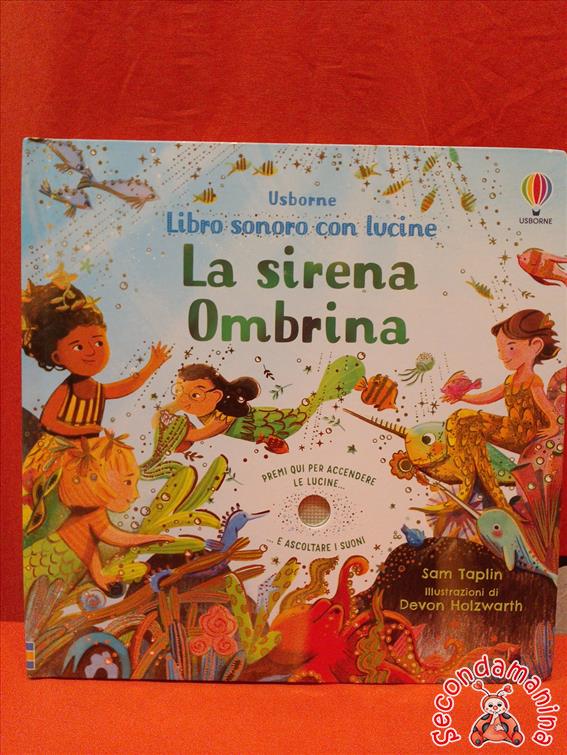 Usborne
Libro sonoro con lucine
USBORNE
La sirena
Ombrina
PREMI QUI PER ACCENDERE
LE LUCINE...
... E ASCOLTARE I SUONI
Sam Taplin
Illustrazioni di
Devon Holzwarth
Secondamanina